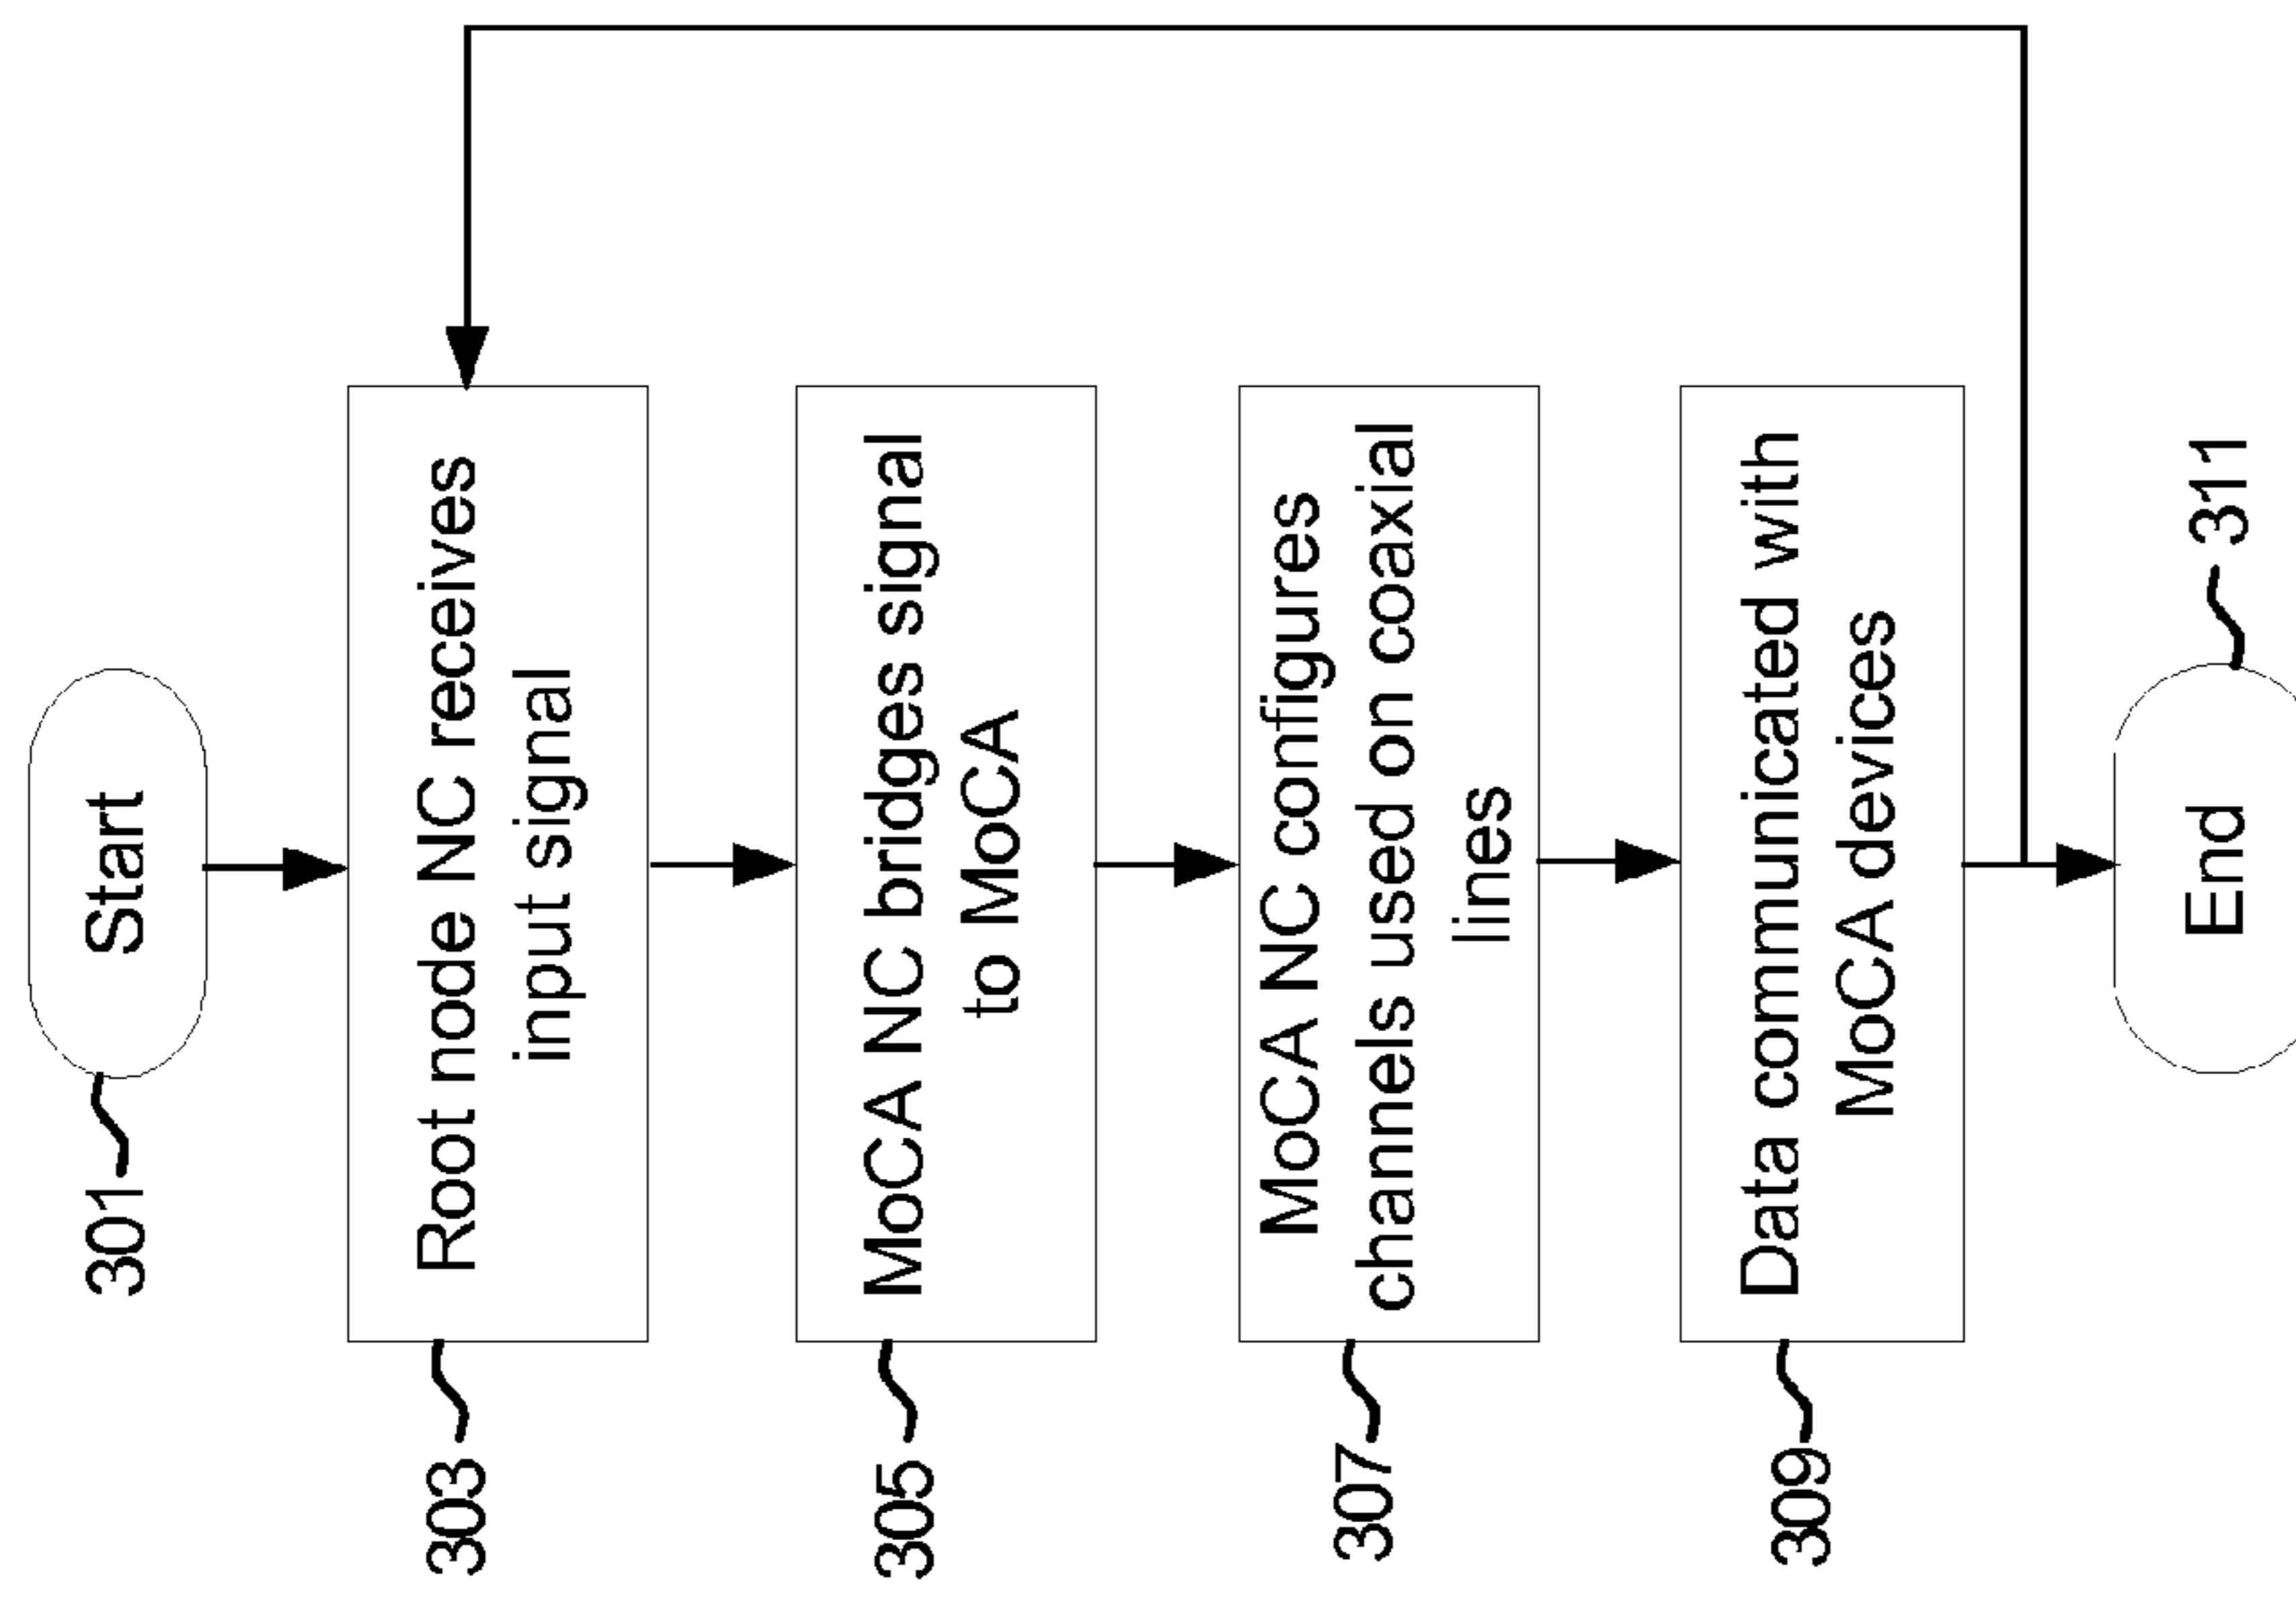 301
Start
303
Root node NC receives
input signal
305
MoCA NC bridges signal
to MoCA
307
MoCA NC configures
channels used on coaxial
lines
309
Data communicated with
MoCA devices
End
311